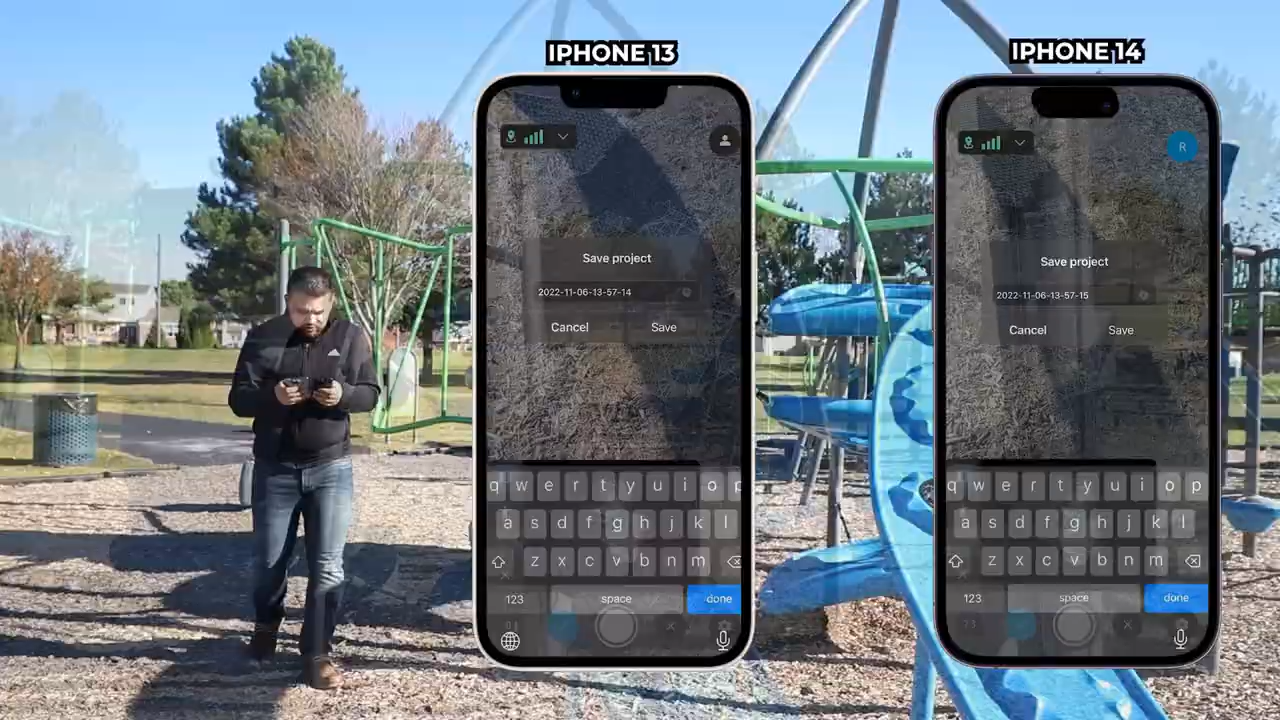 IPHONE 13
Save project
2022-11-06-13-57-14
Cancel Save
q w e r t y u i o p
a s d f g h j k l
z x c v b n m
123 space done
IPHONE 14
R
Save project
2022-11-06-13-57-15
Cancel Save
q w e r t y u i o p
a s d f g h j k l
z x c v b n m
123 space done